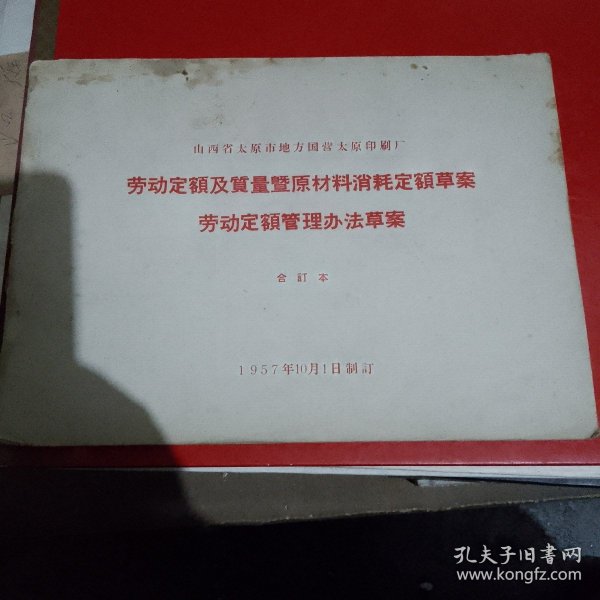 山西省太原市地方国营太原印刷厂
劳动定額及質量暨原材料消耗定額草案
劳动定額管理办法草案
合訂本
1957年10月1日制訂
孔夫子旧书网
www.kongfz.com